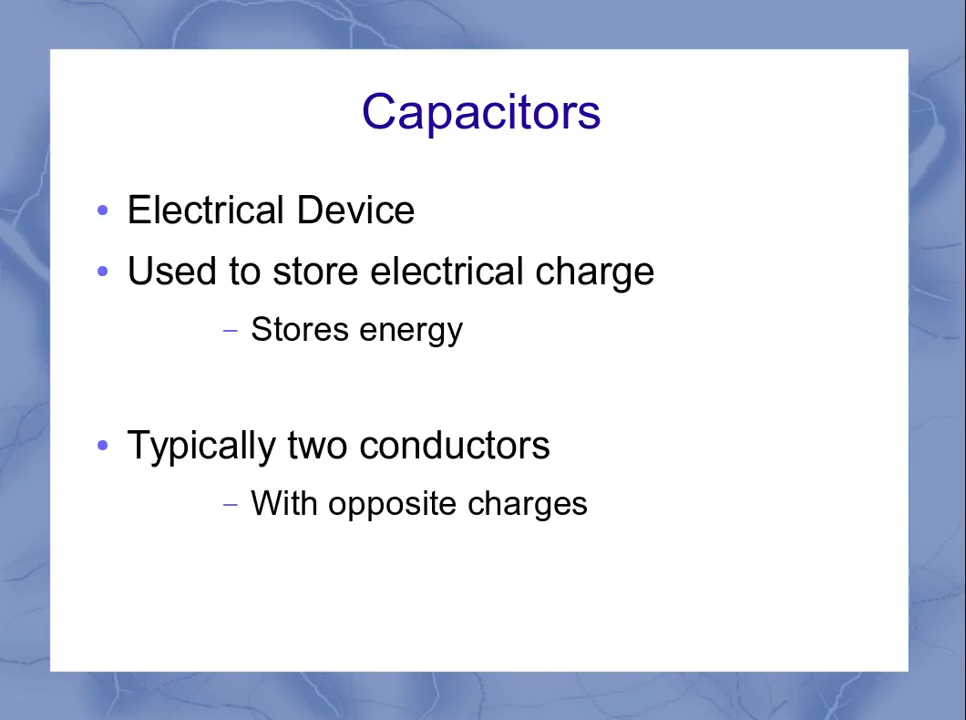 Capacitors
• Electrical Device
• Used to store electrical charge
– Stores energy
• Typically two conductors
– With opposite charges